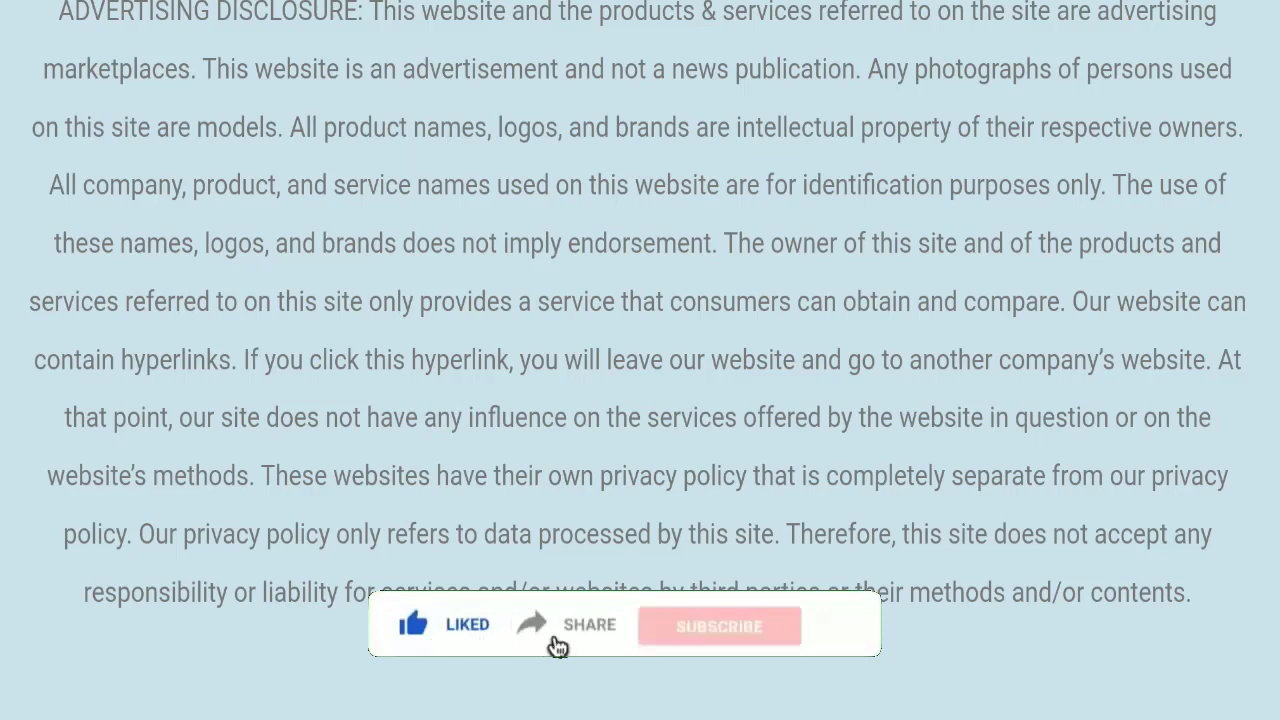 ADVERTISING DISCLOSURE: This website and the products & services referred to on the site are advertising
marketplaces. This website is an advertisement and not a news publication. Any photographs of persons used
on this site are models. All product names, logos, and brands are intellectual property of their respective owners.
All company, product, and service names used on this website are for identification purposes only. The use of
these names, logos, and brands does not imply endorsement. The owner of this site and of the products and
services referred to on this site only provides a service that consumers can obtain and compare. Our website can
contain hyperlinks. If you click this hyperlink, you will leave our website and go to another company’s website. At
that point, our site does not have any influence on the services offered by the website in question or on the
website’s methods. These websites have their own privacy policy that is completely separate from our privacy
policy. Our privacy policy only refers to data processed by this site. Therefore, this site does not accept any
responsibility or liability for services and/or websites by third parties or their methods and/or contents.
LIKED SHARE SUBSCRIBE